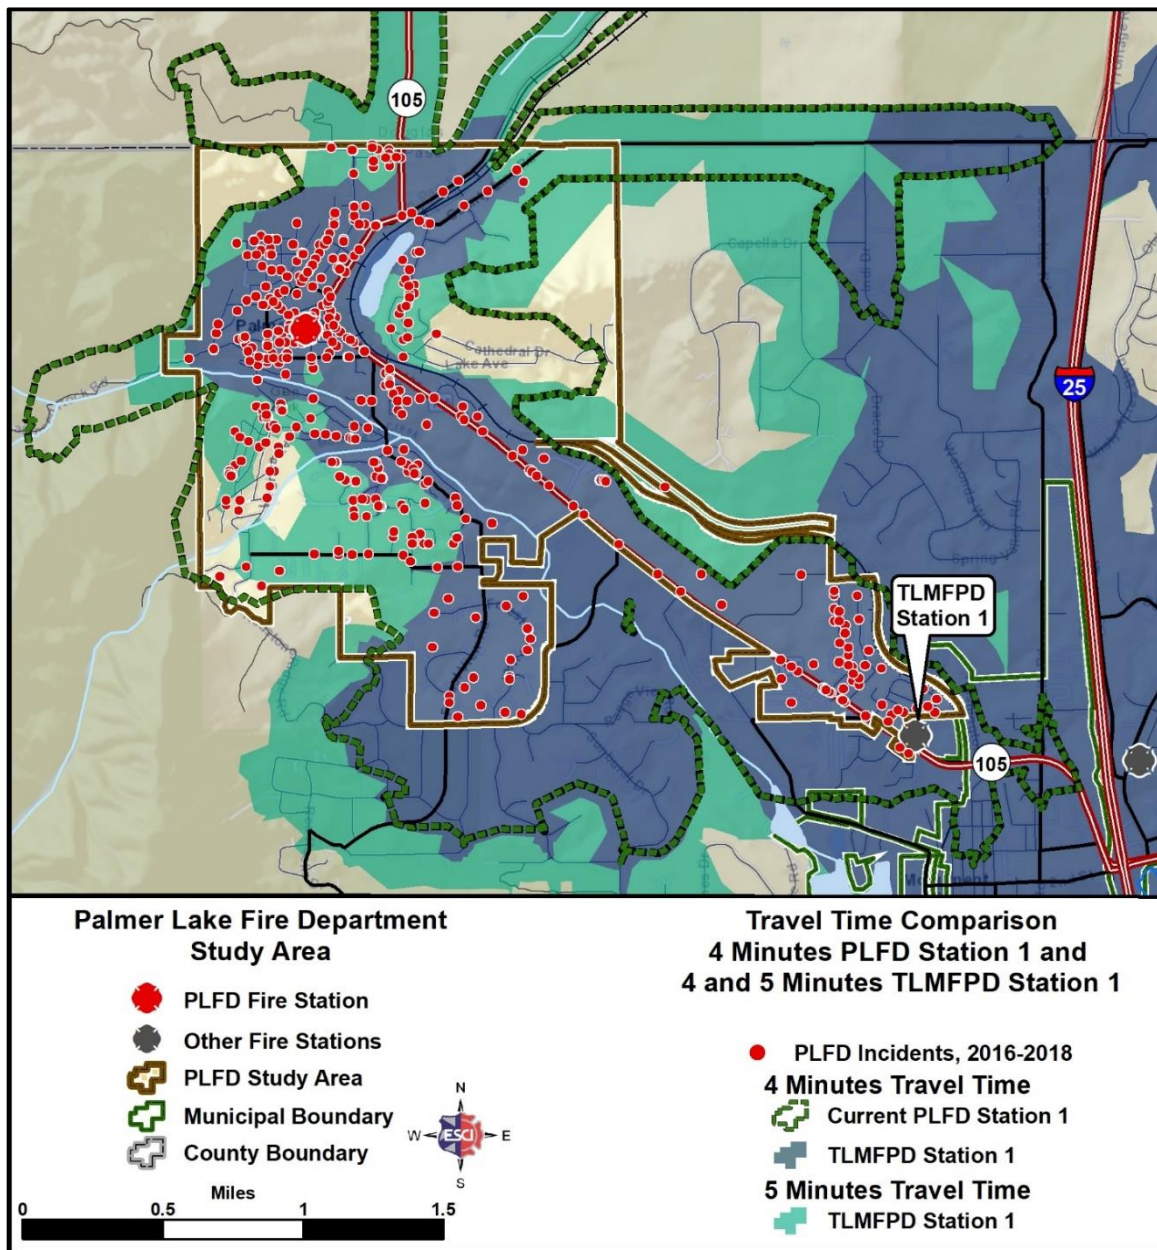 105
Capella Dr
Cathedral Dr
Lake Ave
25
TLMFPD
Station 1
105
Palmer Lake Fire Department
Study Area
PLFD Fire Station
Other Fire Stations
PLFD Study Area
Municipal Boundary
County Boundary
N
W
ESCI
E
S
Miles
0
0.5
1
1.5
Travel Time Comparison
4 Minutes PLFD Station 1 and
4 and 5 Minutes TLMFPD Station 1
PLFD Incidents, 2016-2018
4 Minutes Travel Time
Current PLFD Station 1
TLMFPD Station 1
5 Minutes Travel Time
TLMFPD Station 1